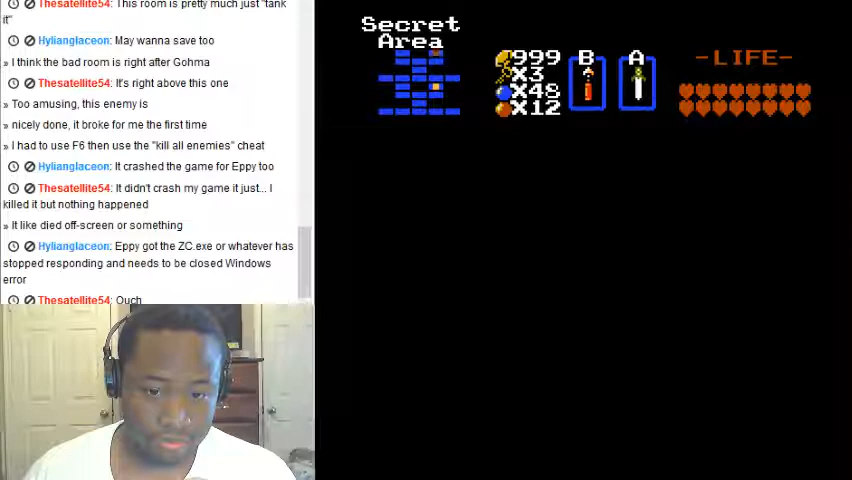 Thesatellite54: This room is pretty much just "tank
it"
Hylianglaceon: May wanna save too
» I think the bad room is right after Gohma
Thesatellite54: It's right above this one
» Too amusing, this enemy is
» nicely done, it broke for me the first time
» I had to use F6 then use the "kill all enemies" cheat
Hylianglaceon: It crashed the game for Eppy too
Thesatellite54: It didn't crash my game it just... I
killed it but nothing happened
» It like died off-screen or something
Hylianglaceon: Eppy got the ZC.exe or whatever has
stopped responding and needs to be closed Windows
error
Thesatellite54: Ouch
Secret
Area
999
X3
X48
X12
B
A
-LIFE-